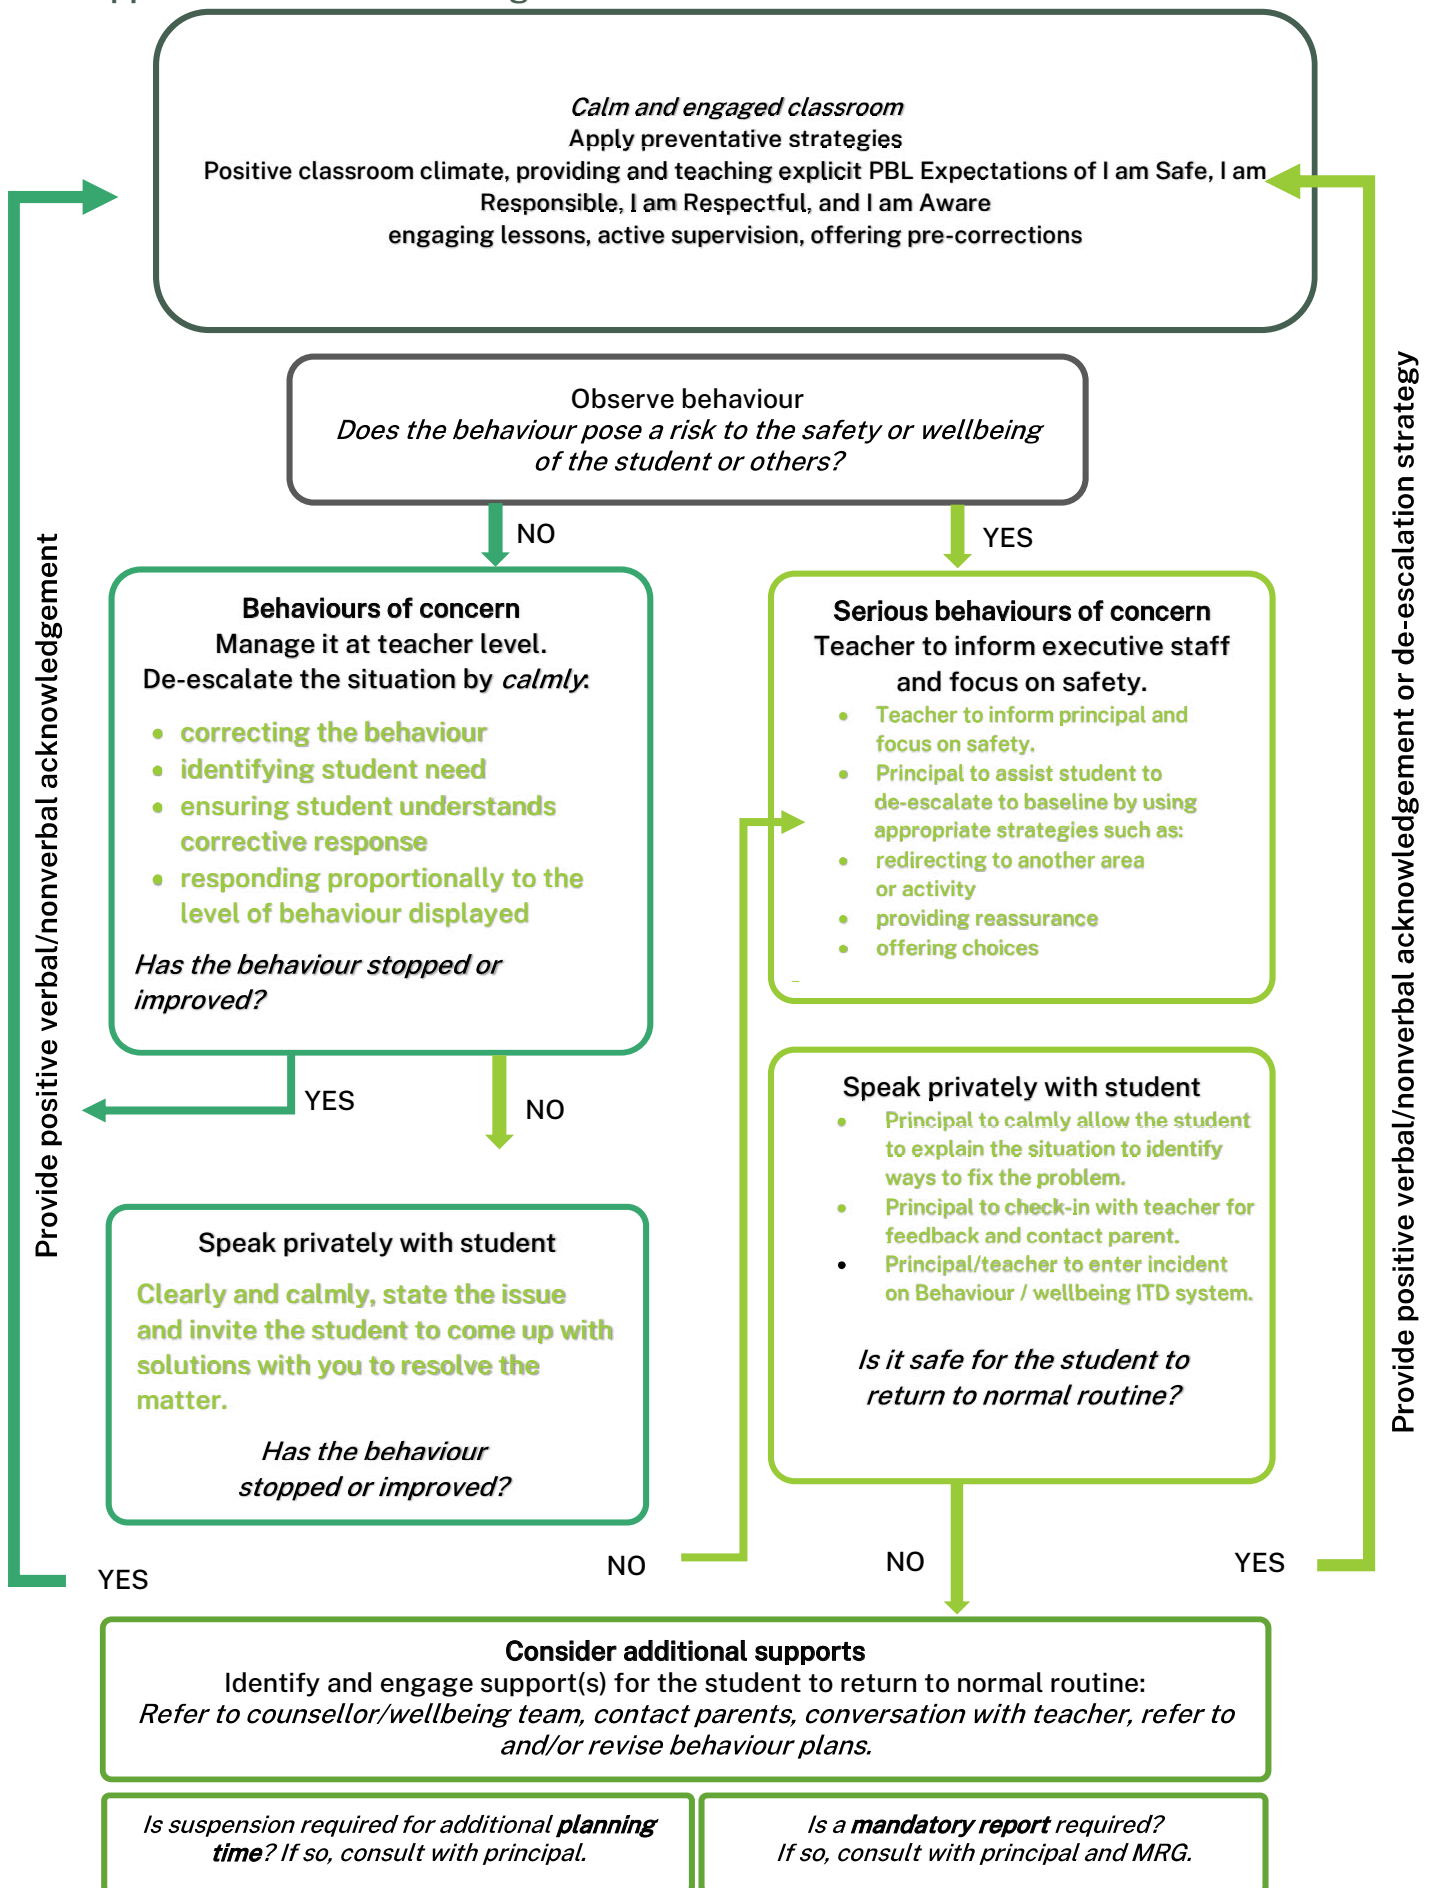 Calm and engaged classroom
Apply preventative strategies
Positive classroom climate, providing and teaching explicit PBL Expectations of I am Safe, I am
Responsible, I am Respectful, and I am Aware
engaging lessons, active supervision, offering pre-corrections
Observe behaviour
Does the behaviour pose a risk to the safety or wellbeing
of the student or others?
NO
YES
Behaviours of concern
Manage it at teacher level.
De-escalate the situation by calmly:
• correcting the behaviour
• identifying student need
• ensuring student understands
corrective response
• responding proportionally to the
level of behaviour displayed
Has the behaviour stopped or
improved?
YES
NO
Speak privately with student
Clearly and calmly, state the issue
and invite the student to come up with
solutions with you to resolve the
matter.
Has the behaviour
stopped or improved?
YES
NO
Provide positive verbal/nonverbal acknowledgement
Serious behaviours of concern
Teacher to inform executive staff
and focus on safety.
• Teacher to inform principal and
focus on safety.
• Principal to assist student to
de-escalate to baseline by using
appropriate strategies such as:
• redirecting to another area
or activity
• providing reassurance
• offering choices
Speak privately with student
• Principal to calmly allow the student
to explain the situation to identify
ways to fix the problem.
• Principal to check-in with teacher for
feedback and contact parent.
• Principal/teacher to enter incident
on Behaviour / wellbeing ITD system.
Is it safe for the student to
return to normal routine?
NO
YES
Provide positive verbal/nonverbal acknowledgement or de-escalation strategy
Consider additional supports
Identify and engage support(s) for the student to return to normal routine:
Refer to counsellor/wellbeing team, contact parents, conversation with teacher, refer to
and/or revise behaviour plans.
Is suspension required for additional planning
time? If so, consult with principal.
Is a mandatory report required?
If so, consult with principal and MRG.